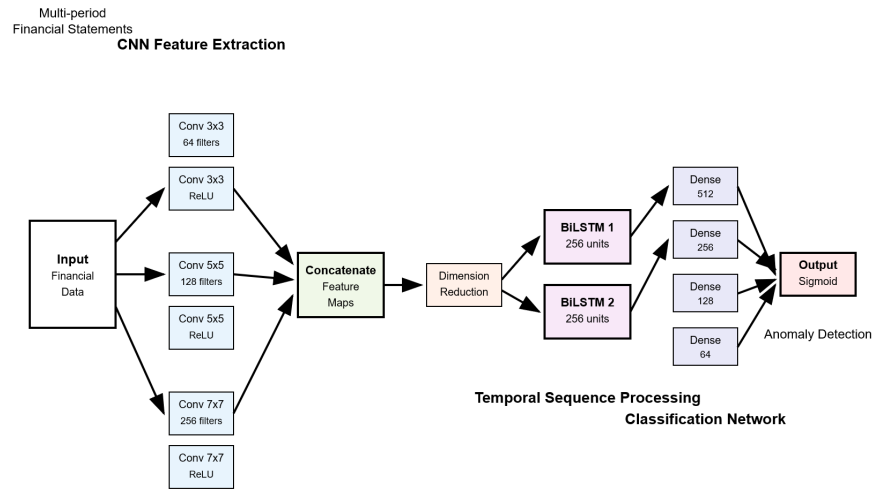 Multi-period
Financial Statements
CNN Feature Extraction
Conv 3x3
64 filters
Conv 3x3
ReLU
Input
Financial
Data
Conv 5x5
128 filters
Conv 5x5
ReLU
Conv 7x7
256 filters
Conv 7x7
ReLU
Concatenate
Feature
Maps
Dimension
Reduction
BiLSTM 1
256 units
BiLSTM 2
256 units
Dense
512
Dense
256
Dense
128
Dense
64
Output
Sigmoid
Anomaly Detection
Temporal Sequence Processing
Classification Network